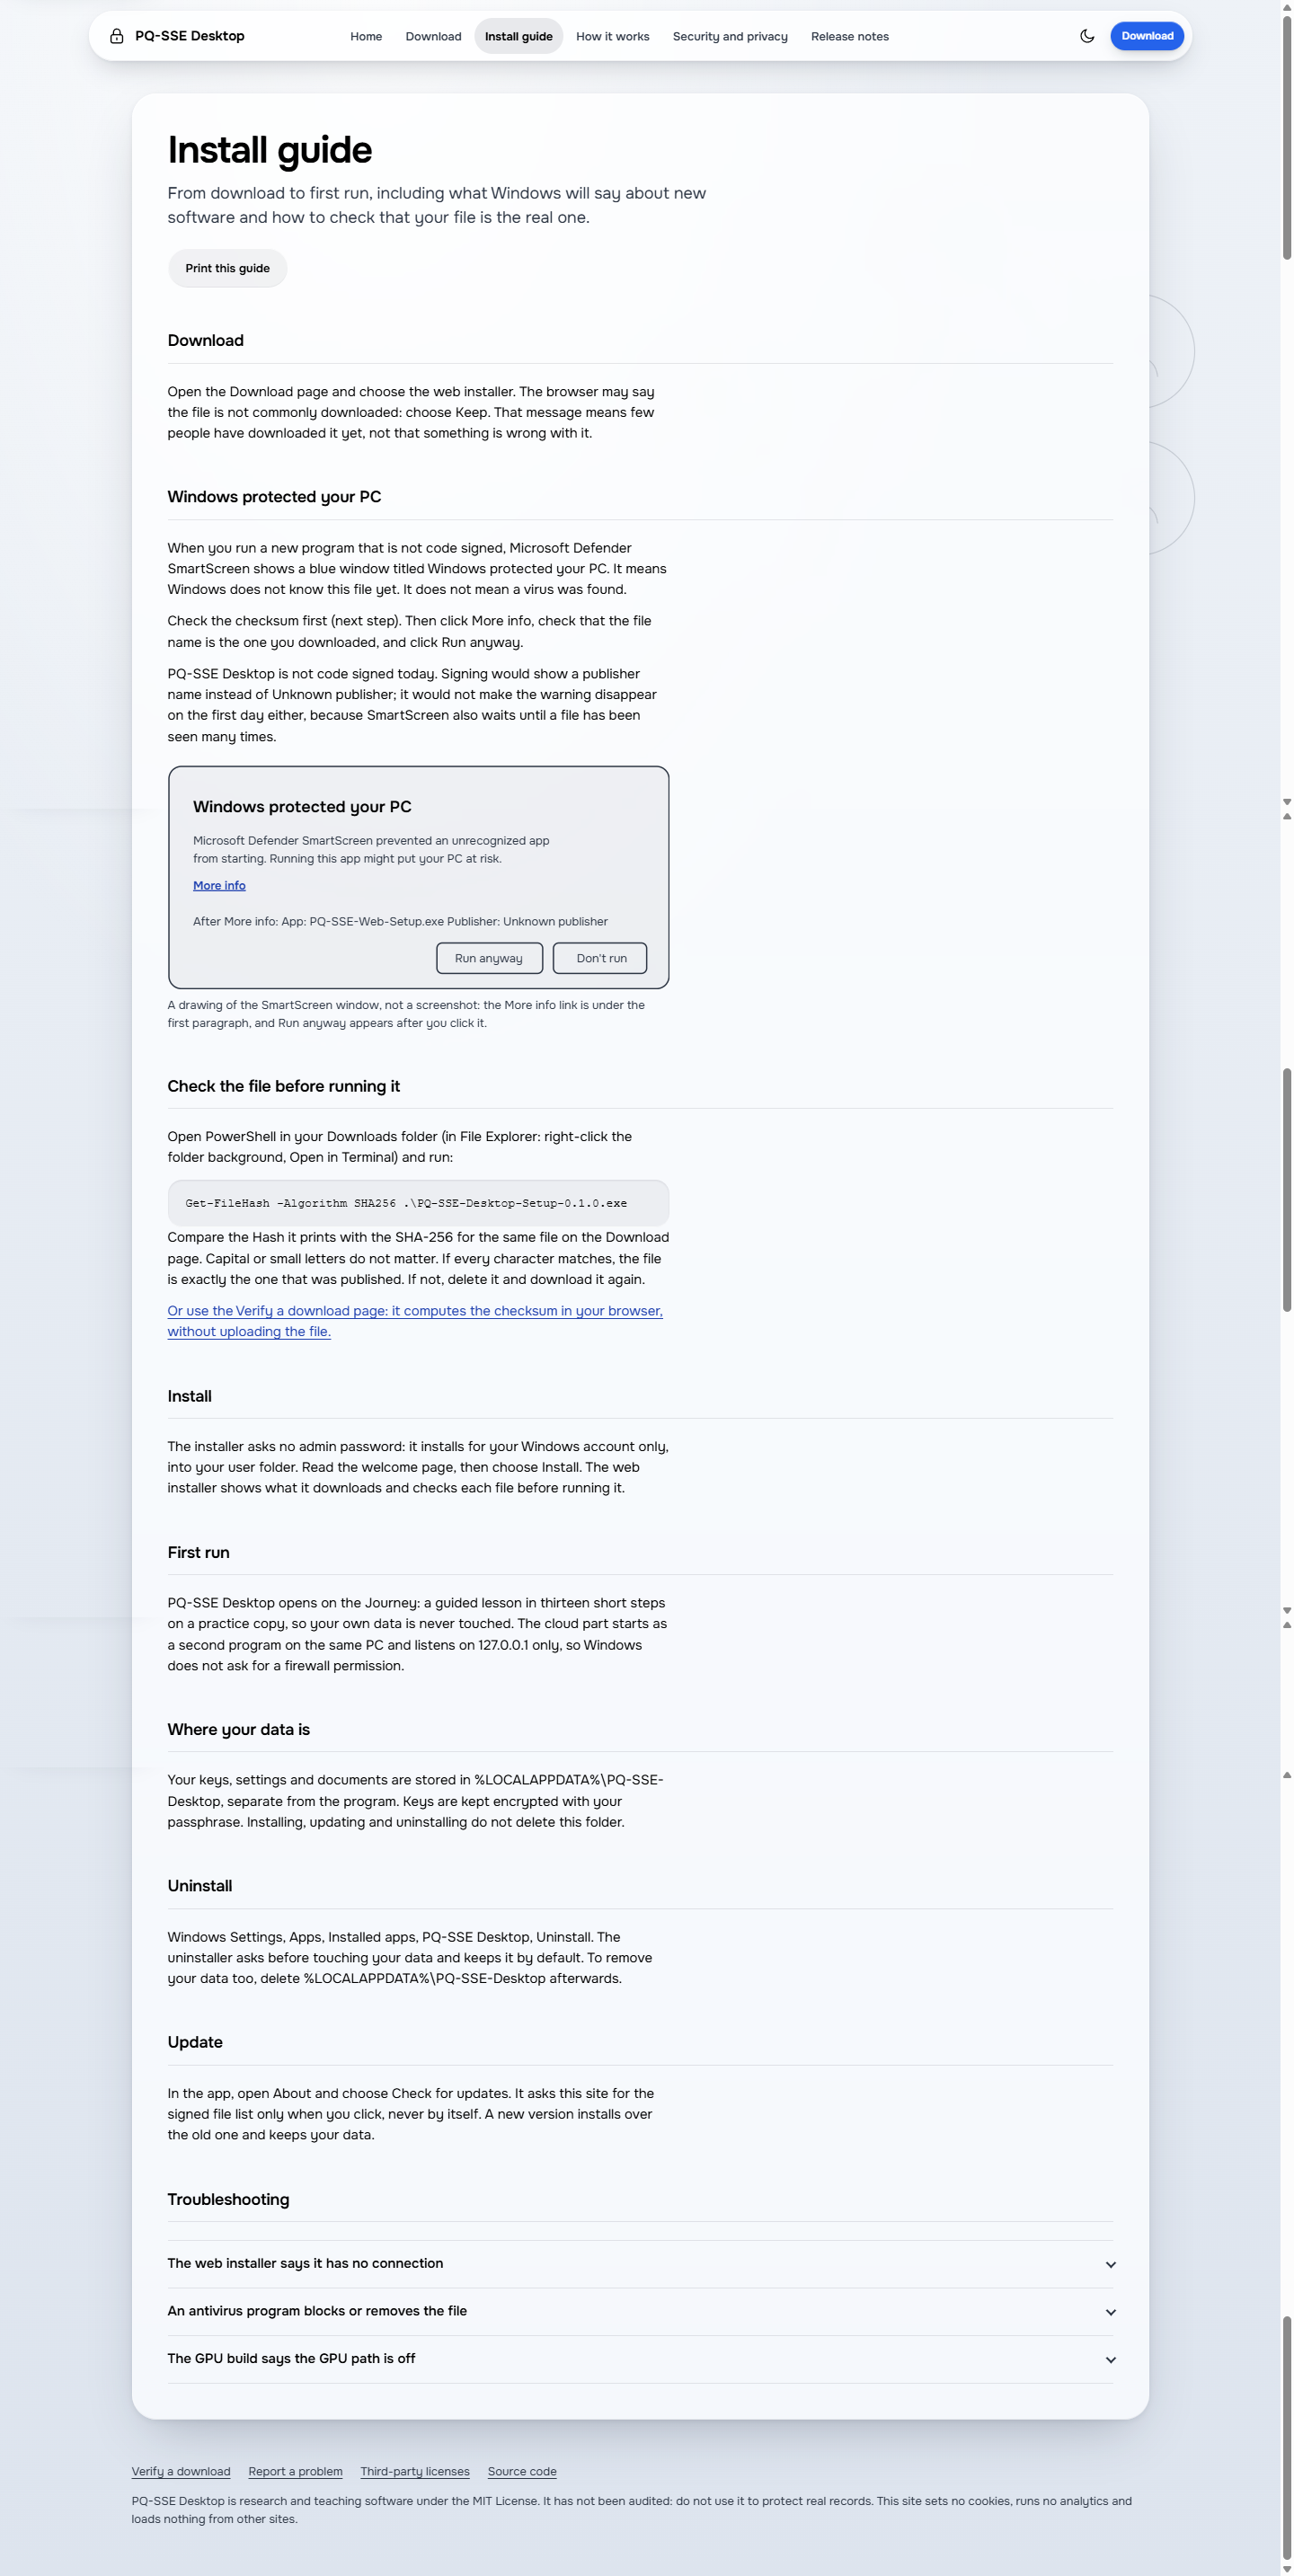 PQ-SSE Desktop
Home
Download
Install guide
How it works
Security and privacy
Release notes
Download
Install guide
From download to first run, including what Windows will say about new
software and how to check that your file is the real one.
Print this guide
Download
Open the Download page and choose the web installer. The browser may say
the file is not commonly downloaded: choose Keep. That message means few
people have downloaded it yet, not that something is wrong with it.
Windows protected your PC
When you run a new program that is not code signed, Microsoft Defender
SmartScreen shows a blue window titled Windows protected your PC. It means
Windows does not know this file yet. It does not mean a virus was found.
Check the checksum first (next step). Then click More info, check that the file
name is the one you downloaded, and click Run anyway.
PQ-SSE Desktop is not code signed today. Signing would show a publisher
name instead of Unknown publisher; it would not make the warning disappear
on the first day either, because SmartScreen also waits until a file has been
seen many times.
Windows protected your PC
Microsoft Defender SmartScreen prevented an unrecognized app
from starting. Running this app might put your PC at risk.
More info
After More info: App: PQ-SSE-Web-Setup.exe Publisher: Unknown publisher
Run anyway
Don't run
A drawing of the SmartScreen window, not a screenshot: the More info link is under the
first paragraph, and Run anyway appears after you click it.
Check the file before running it
Open PowerShell in your Downloads folder (in File Explorer: right-click the
folder background, Open in Terminal) and run:
Get-FileHash -Algorithm SHA256 .\PQ-SSE-Desktop-Setup-0.1.0.exe
Compare the Hash it prints with the SHA-256 for the same file on the Download
page. Capital or small letters do not matter. If every character matches, the file
is exactly the one that was published. If not, delete it and download it again.
Or use the Verify a download page: it computes the checksum in your browser,
without uploading the file.
Install
The installer asks no admin password: it installs for your Windows account only,
into your user folder. Read the welcome page, then choose Install. The web
installer shows what it downloads and checks each file before running it.
First run
PQ-SSE Desktop opens on the Journey: a guided lesson in thirteen short steps
on a practice copy, so your own data is never touched. The cloud part starts as
a second program on the same PC and listens on 127.0.0.1 only, so Windows
does not ask for a firewall permission.
Where your data is
Your keys, settings and documents are stored in %LOCALAPPDATA%\PQ-SSE-
Desktop, separate from the program. Keys are kept encrypted with your
passphrase. Installing, updating and uninstalling do not delete this folder.
Uninstall
Windows Settings, Apps, Installed apps, PQ-SSE Desktop, Uninstall. The
uninstaller asks before touching your data and keeps it by default. To remove
your data too, delete %LOCALAPPDATA%\PQ-SSE-Desktop afterwards.
Update
In the app, open About and choose Check for updates. It asks this site for the
signed file list only when you click, never by itself. A new version installs over
the old one and keeps your data.
Troubleshooting
The web installer says it has no connection
An antivirus program blocks or removes the file
The GPU build says the GPU path is off
Verify a download
Report a problem
Third-party licenses
Source code
PQ-SSE Desktop is research and teaching software under the MIT License. It has not been audited: do not use it to protect real records. This site sets no cookies, runs no analytics and
loads nothing from other sites.